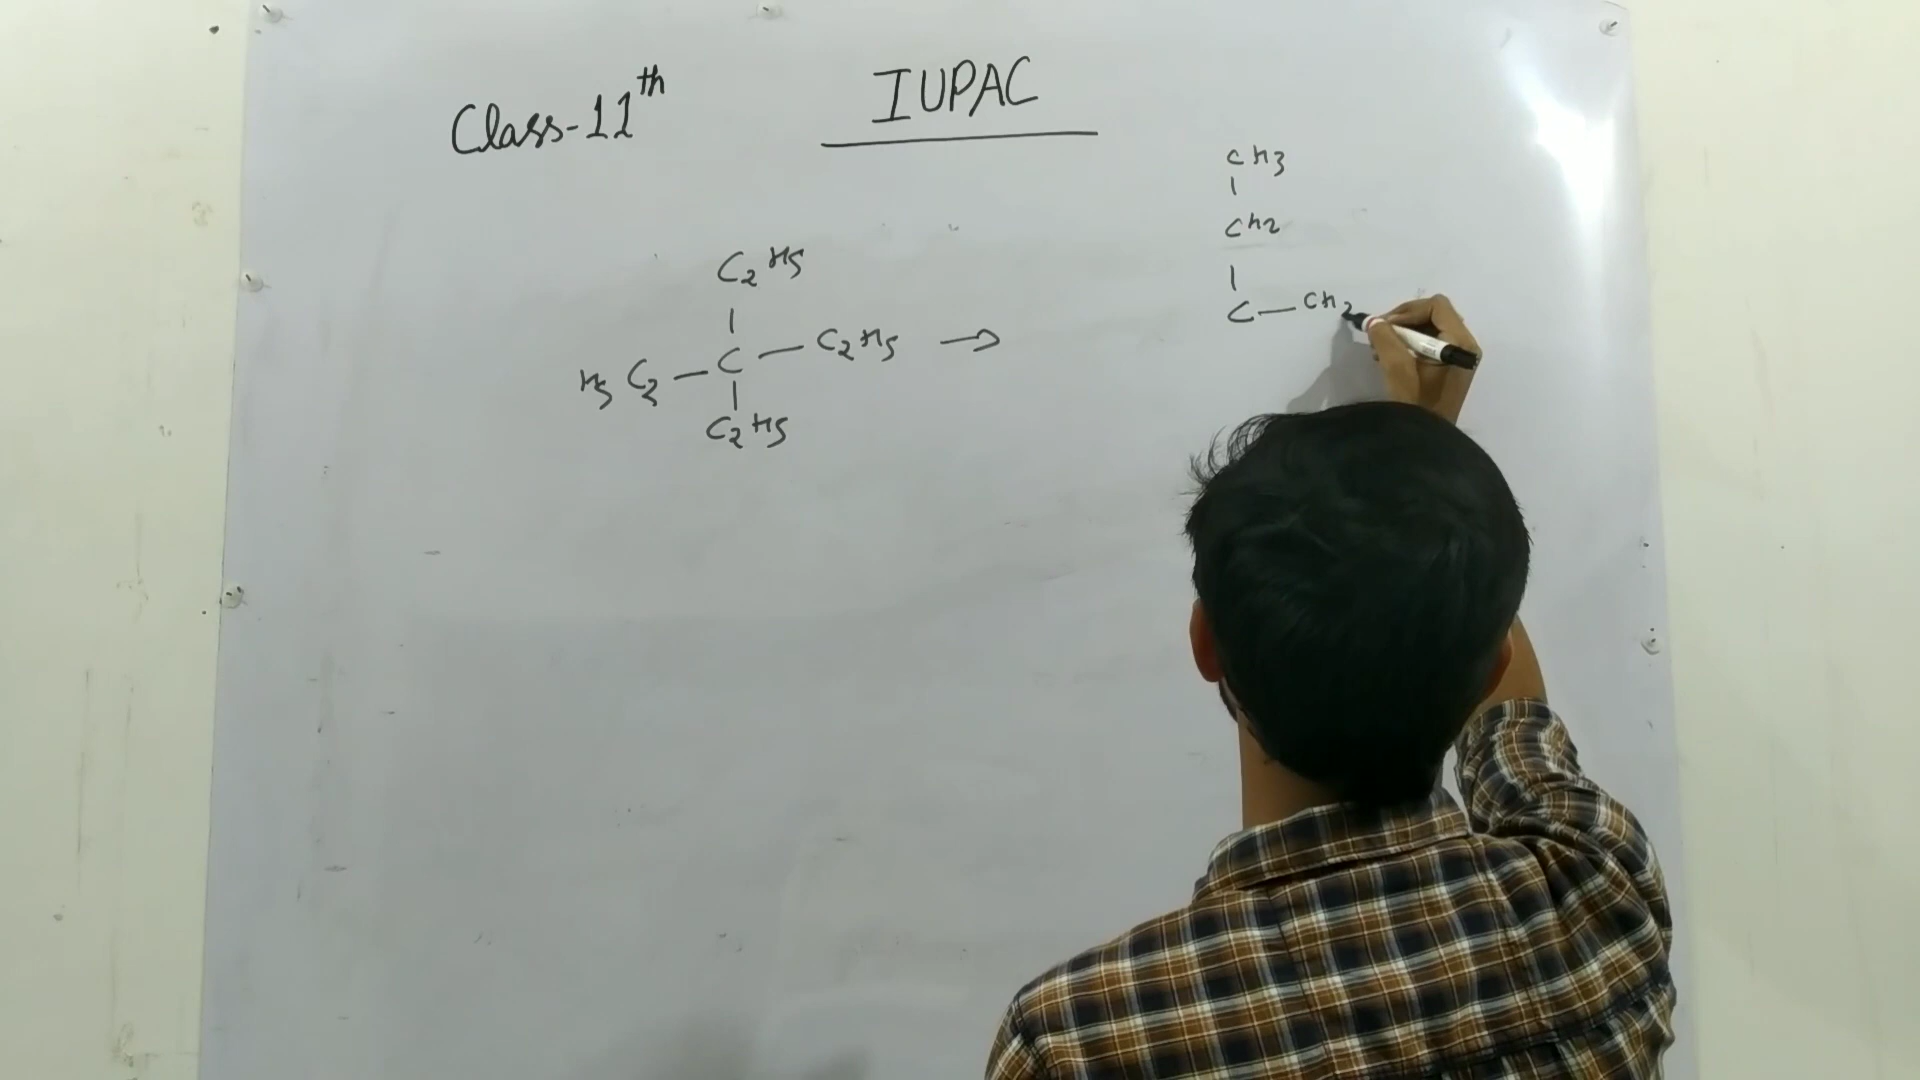 Class-11th
IUPAC
C2H5
|
H5C2 — C — C2H5 →
|
C2H5
CH3
|
CH2
|
C — CH2